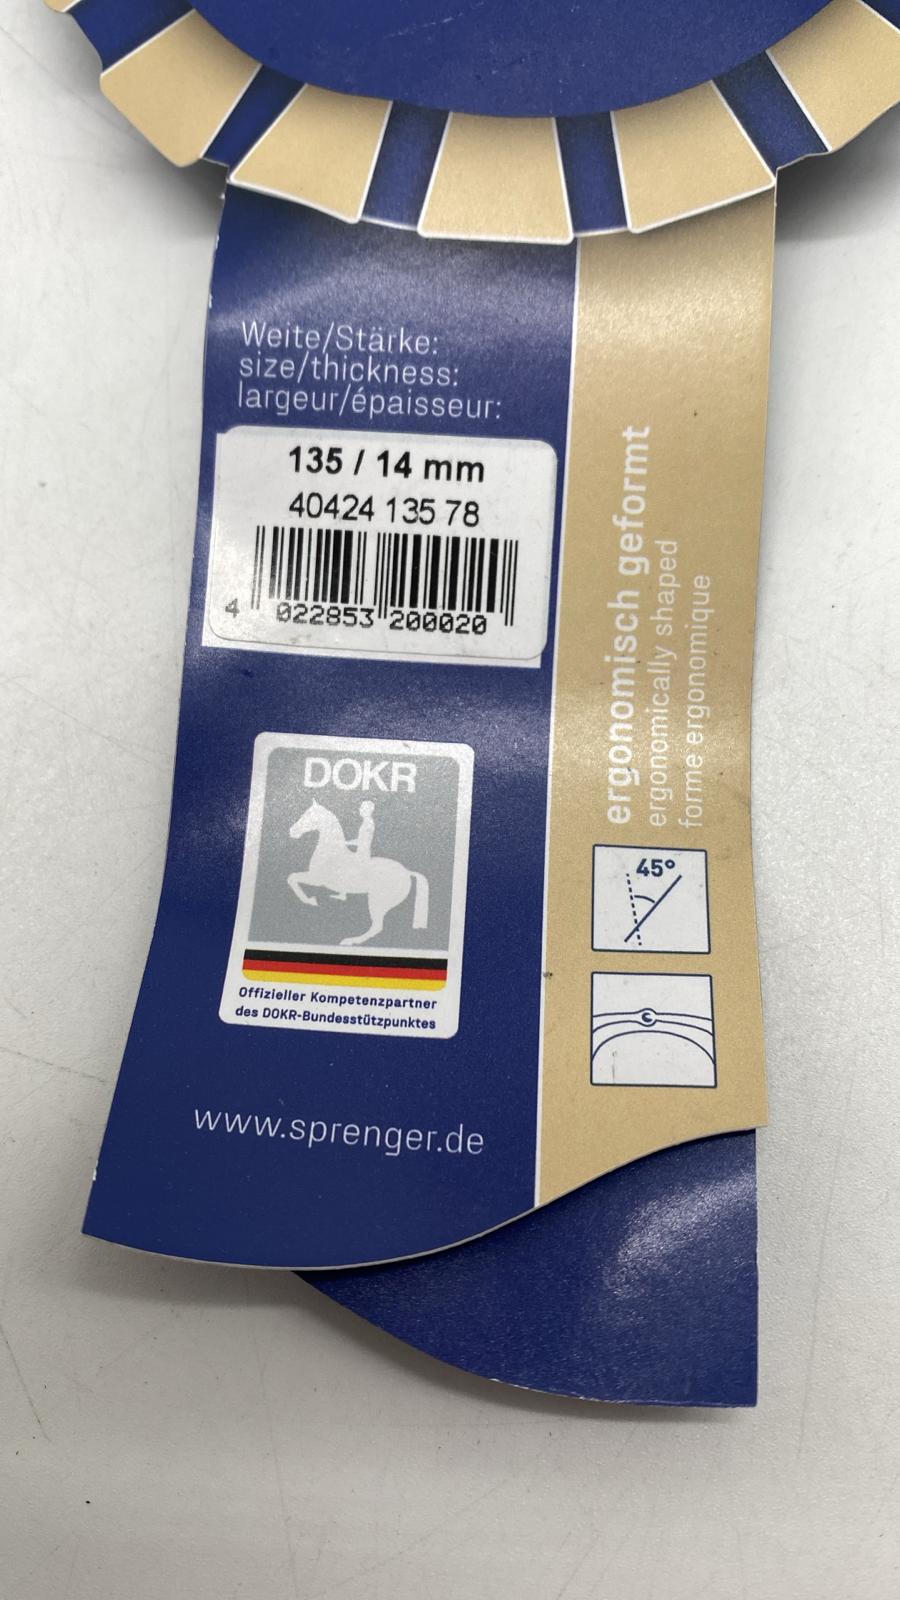 Weite/Stärke:
size/thickness:
largeur/épaisseur:
135 / 14 mm
40424 135 78
4 022853 200020
DOKR
Offizieller Kompetenzpartner
des DOKR-Bundesstützpunktes
www.sprenger.de
ergonomisch geformt
ergonomically shaped
forme ergonomique
45°